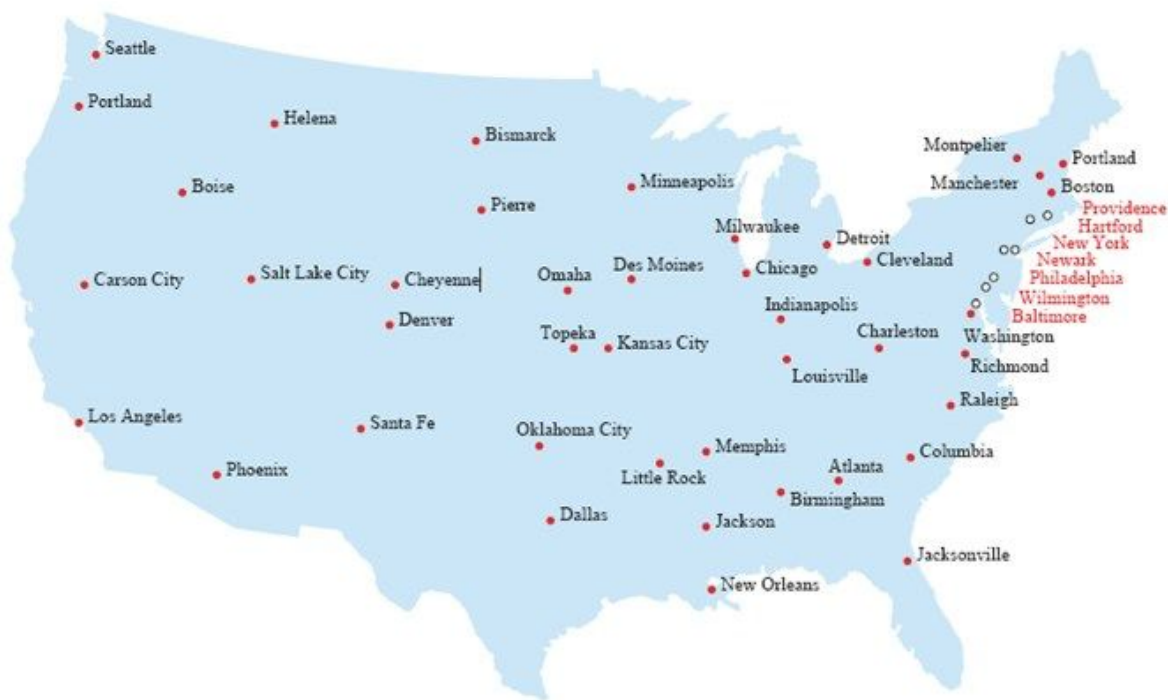 Seattle
Portland
Helena
Bismarck
Montpelier
Portland
Boise
Minneapolis
Manchester
Boston
Pierre
Providence
Milwaukee
Hartford
Detroit
New York
Carson City
Salt Lake City
Cheyenne
Omaha
Des Moines
Chicago
Cleveland
Newark
Philadelphia
Indianapolis
Wilmington
Denver
Baltimore
Topeka
Kansas City
Charleston
Washington
Louisville
Richmond
Los Angeles
Santa Fe
Raleigh
Oklahoma City
Memphis
Columbia
Phoenix
Little Rock
Atlanta
Birmingham
Dallas
Jackson
Jacksonville
New Orleans